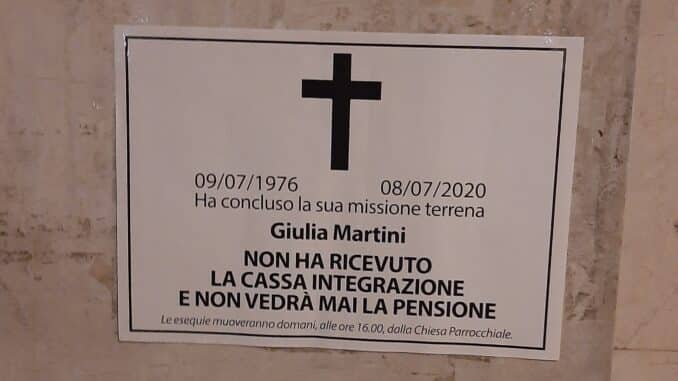 09/07/1976 08/07/2020
Ha concluso la sua missione terrena
Giulia Martini
NON HA RICEVUTO
LA CASSA INTEGRAZIONE
E NON VEDRÀ MAI LA PENSIONE
Le esequie muoveranno domani, alle ore 16.00, dalla Chiesa Parrocchiale.